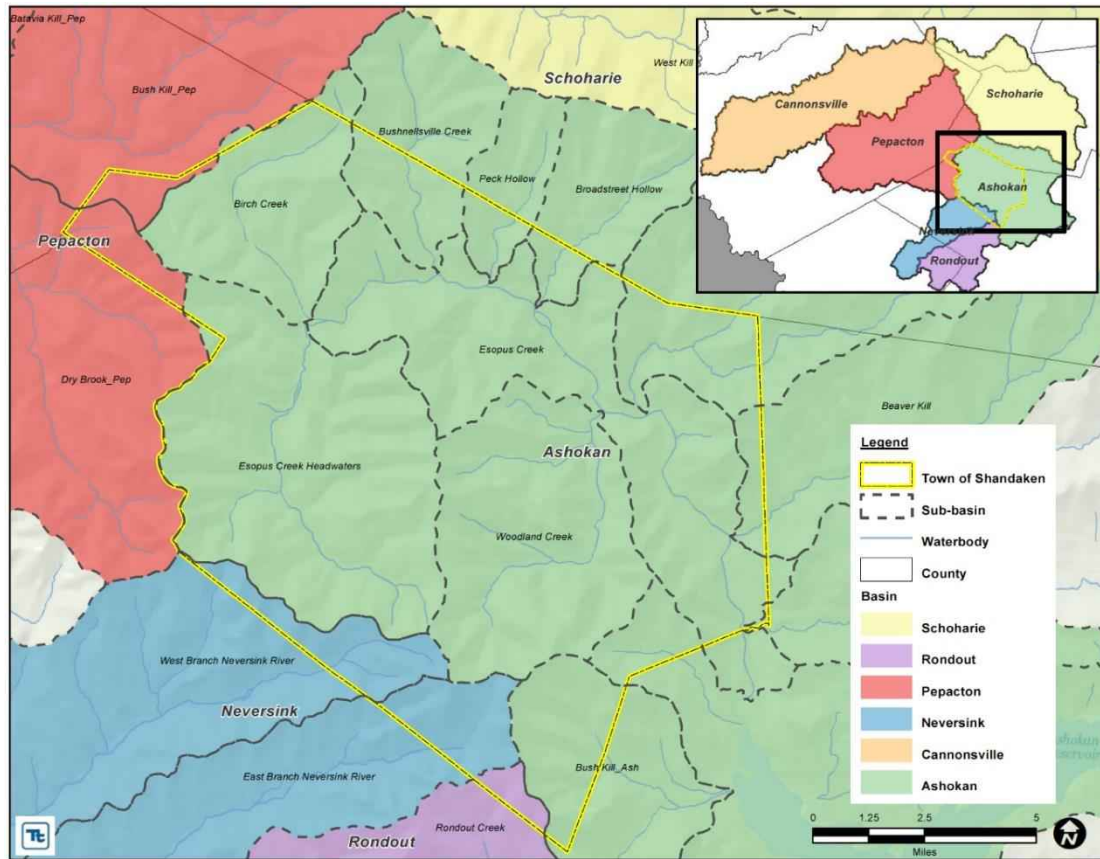 Batavia Kill_Pep
Bush Kill_Pep
Schoharie
West Kill
Bushnellsville Creek
Peck Hollow
Broadstreet Hollow
Birch Creek
Pepacton
Dry Brook_Pep
Esopus Creek
Beaver Kill
Esopus Creek Headwaters
Ashokan
Woodland Creek
West Branch Neversink River
Neversink
East Branch Neversink River
Bush Kill_Ash
Rondout Creek
Rondout
Cannonsville
Schoharie
Pepacton
Ashokan
Neversink
Rondout
Legend
Town of Shandaken
Sub-basin
Waterbody
County
Basin
Schoharie
Rondout
Pepacton
Neversink
Cannonsville
Ashokan
0 1.25 2.5 5
Miles
N
Tt